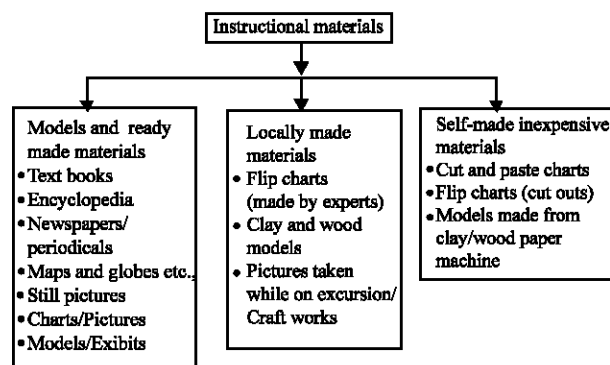 Instructional materials
Models and ready
made materials
• Text books
• Encyclopedia
• Newspapers/
periodicals
• Maps and globes etc.,
• Still pictures
• Charts/Pictures
• Models/Exibits
Locally made
materials
• Flip charts
(made by experts)
• Clay and wood
models
• Pictures taken
while on excursion/
Craft works
Self-made inexpensive
materials
• Cut and paste charts
• Flip charts (cut outs)
• Models made from
clay/wood paper
machine